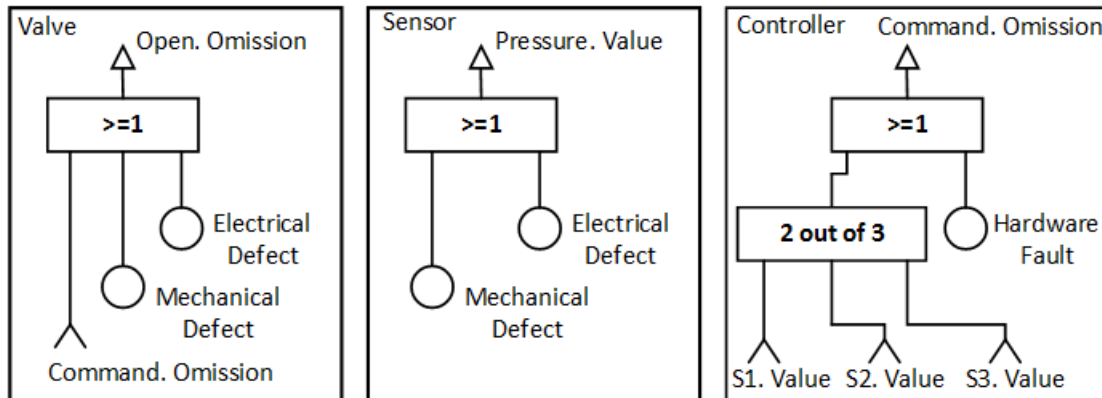 Valve
Open. Omission
>=1
Electrical
Defect
Mechanical
Defect
Command. Omission
Sensor
Pressure. Value
>=1
Electrical
Defect
Mechanical
Defect
Controller
Command. Omission
>=1
2 out of 3
Hardware
Fault
S1. Value
S2. Value
S3. Value